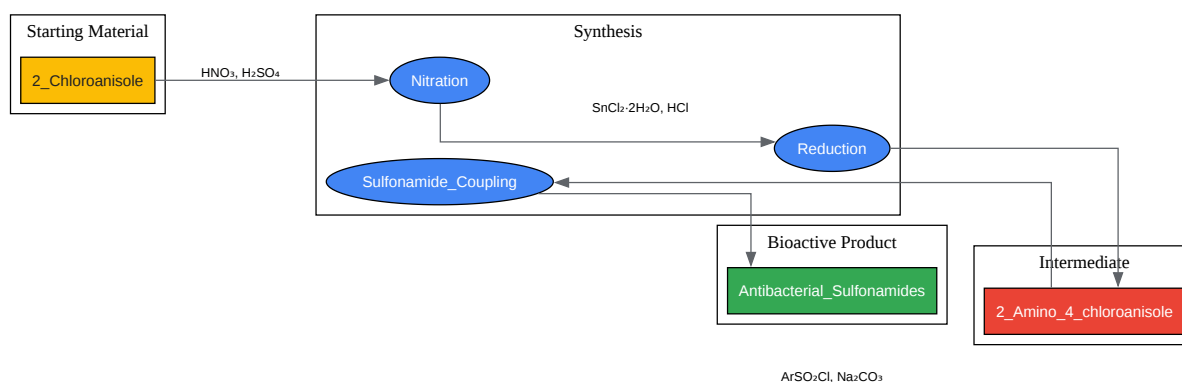 Starting Material
2_Chloroanisole
HNO₃, H₂SO₄
Synthesis
Nitration
SnCl₂·2H₂O, HCl
Reduction
Sulfonamide_Coupling
Bioactive Product
Antibacterial_Sulfonamides
Intermediate
2_Amino_4_chloroanisole
ArSO₂Cl, Na₂CO₃